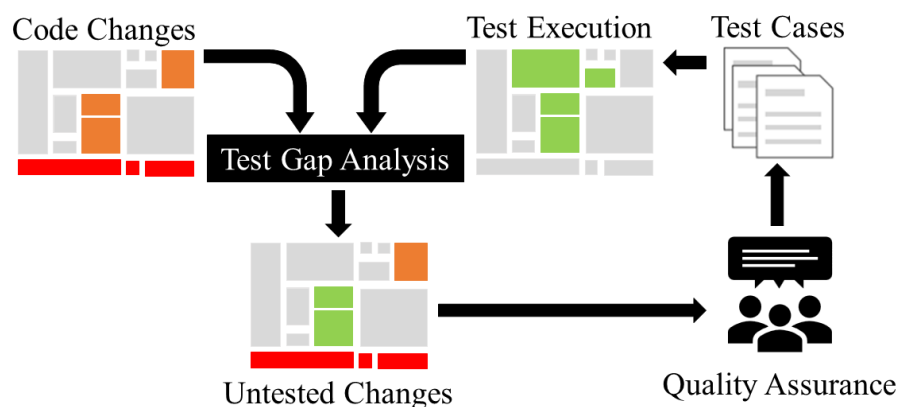 Code Changes
Test Execution
Test Cases
Test Gap Analysis
Untested Changes
Quality Assurance